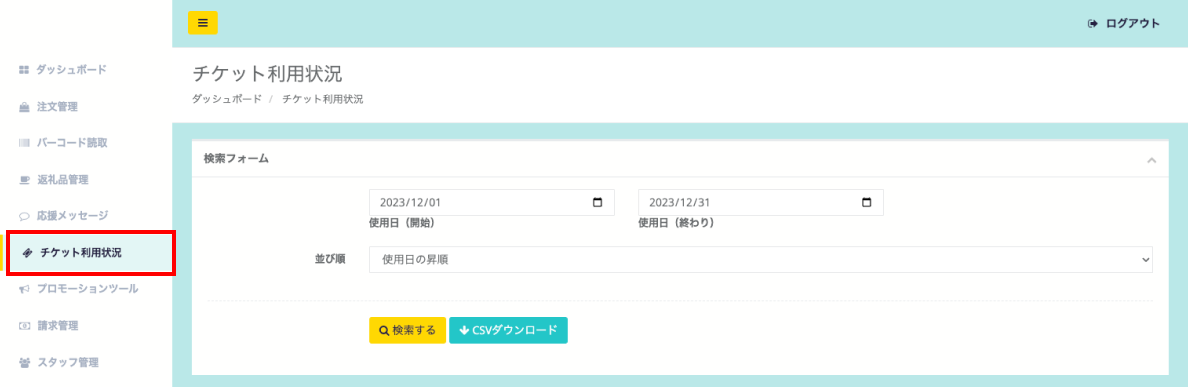 ログアウト
ダッシュボード
注文管理
バーコード読取
返礼品管理
応援メッセージ
チケット利用状況
プロモーションツール
請求管理
スタッフ管理
チケット利用状況
ダッシュボード / チケット利用状況
検索フォーム
2023/12/01 2023/12/31
使用日（開始） 使用日（終わり）
並び順 使用日の昇順
検索する CSVダウンロード